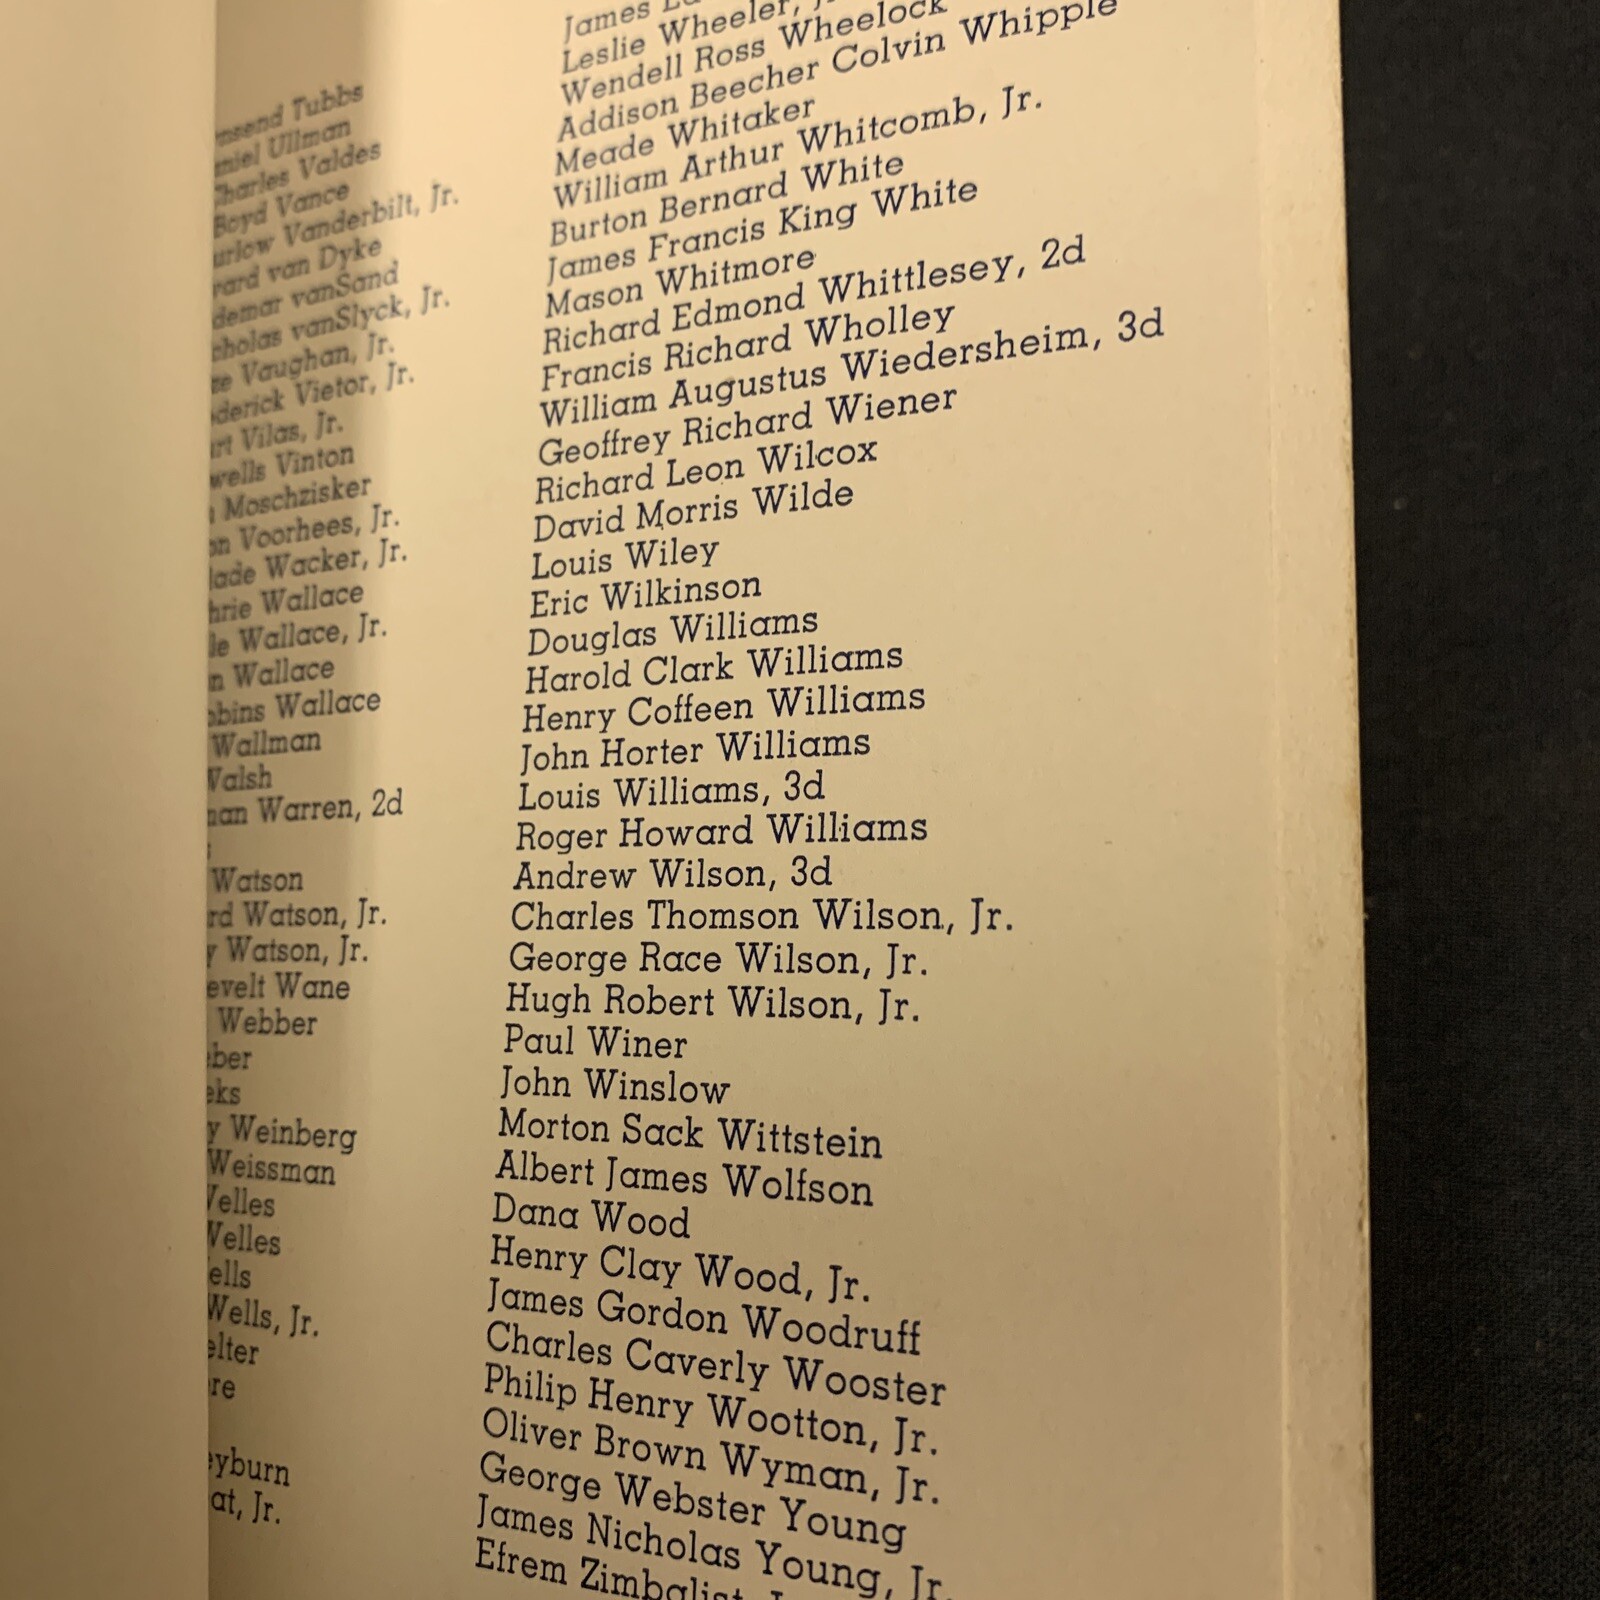 Tubbs
Ullman
Charles Valdes
Boyd Vance
Vanderbilt, Jr.
van Dyke
vanSand
vanSlyck, Jr.
Vaughan, Jr.
Vietor, Jr.
Vilas, Jr.
Vinton
Moschzisker
Voorhees, Jr.
Wacker, Jr.
Wallace
Wallace, Jr.
Wallace
Wallace
Wallman
Walsh
Warren, 2d
Watson
Watson, Jr.
Watson, Jr.
Wane
Webber
Weinberg
Weissman
Welles
Welles
Wells, Jr.
Jr.
James
Leslie Wheeler,
Wendell Ross Wheelock
Addison Beecher Colvin Whipple
Meade Whitaker
William Arthur Whitcomb, Jr.
Burton Bernard White
James Francis King White
Mason Whitmore
Richard Edmond Whittlesey, 2d
Francis Richard Wholley
William Augustus Wiedersheim, 3d
Geoffrey Richard Wiener
Richard Leon Wilcox
David Morris Wilde
Louis Wiley
Eric Wilkinson
Douglas Williams
Harold Clark Williams
Henry Coffeen Williams
John Horter Williams
Louis Williams, 3d
Roger Howard Williams
Andrew Wilson, 3d
Charles Thomson Wilson, Jr.
George Race Wilson, Jr.
Hugh Robert Wilson, Jr.
Paul Winer
John Winslow
Morton Sack Wittstein
Albert James Wolfson
Dana Wood
Henry Clay Wood, Jr.
James Gordon Woodruff
Charles Caverly Wooster
Philip Henry Wootton, Jr.
Oliver Brown Wyman, Jr.
George Webster Young
James Nicholas Young, Jr.
Efrem Zimbalist,